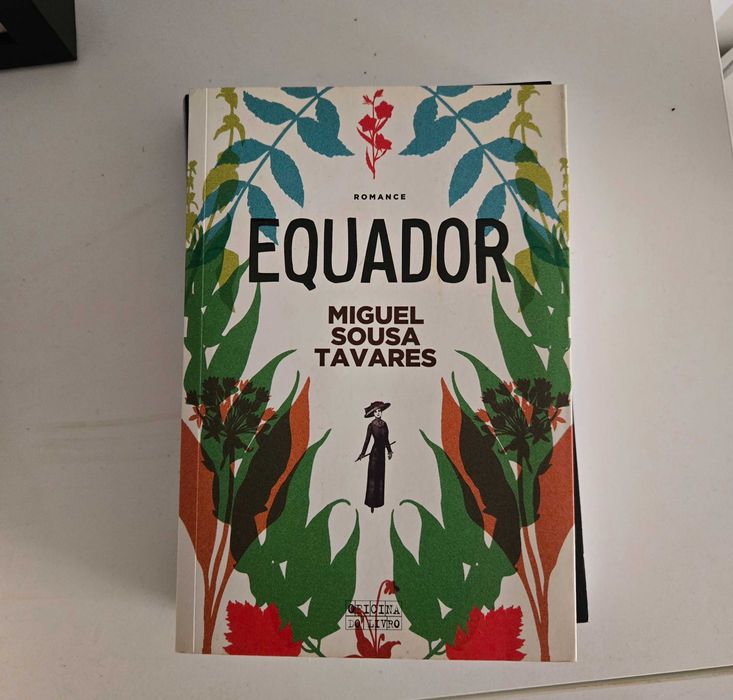 ROMANCE
EQUADOR
MIGUEL
SOUSA
TAVARES
OFICINA
DO LIVRO